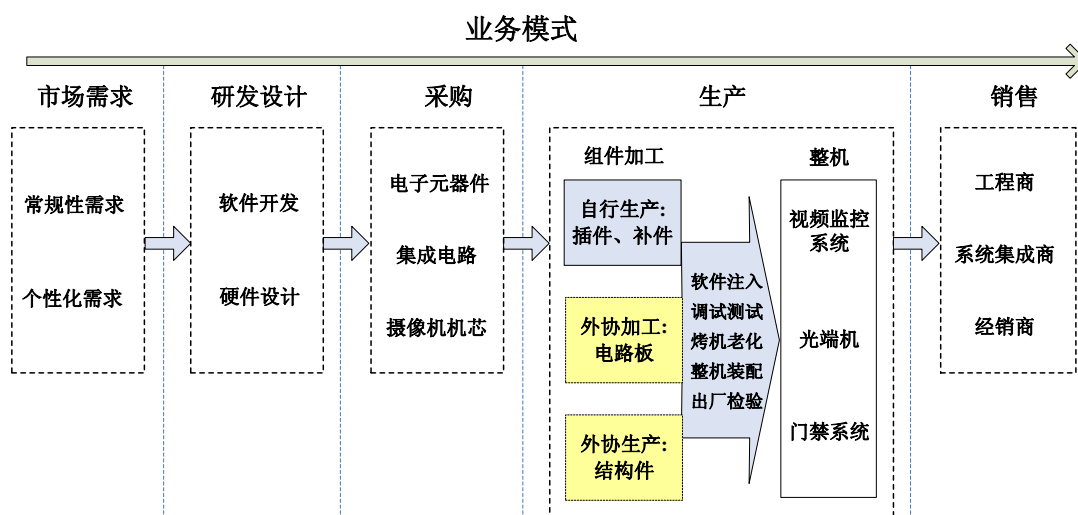 业务模式
市场需求
研发设计
采购
生产
销售
常规性需求
个性化需求
软件开发
硬件设计
电子元器件
集成电路
摄像机机芯
组件加工
自行生产:
插件、补件
外协加工:
电路板
外协生产:
结构件
软件注入
调试测试
烤机老化
整机装配
出厂检验
整机
视频监控
系统
光端机
门禁系统
工程商
系统集成商
经销商